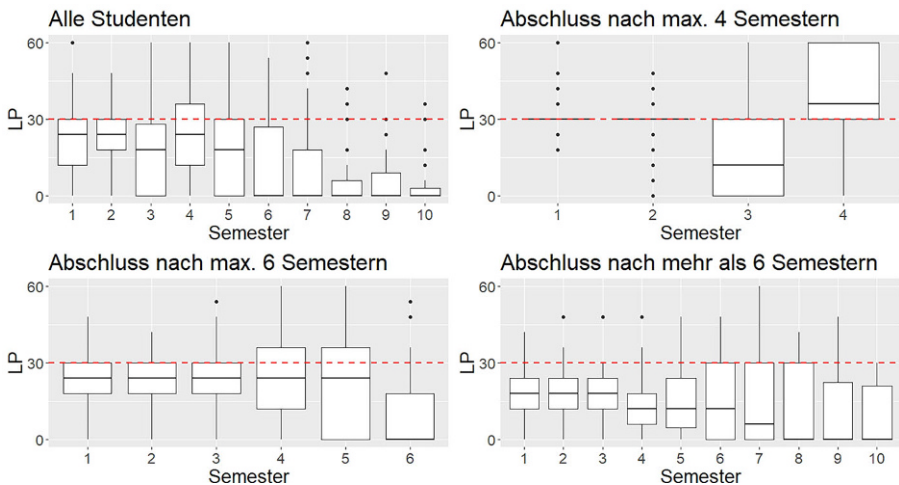 Alle Studenten
60
30
0
LP
1 2 3 4 5 6 7 8 9 10
Semester
Abschluss nach max. 4 Semestern
60
30
0
LP
1 2 3 4
Semester
Abschluss nach max. 6 Semestern
60
30
0
LP
1 2 3 4 5 6
Semester
Abschluss nach mehr als 6 Semestern
60
30
0
LP
1 2 3 4 5 6 7 8 9 10
Semester